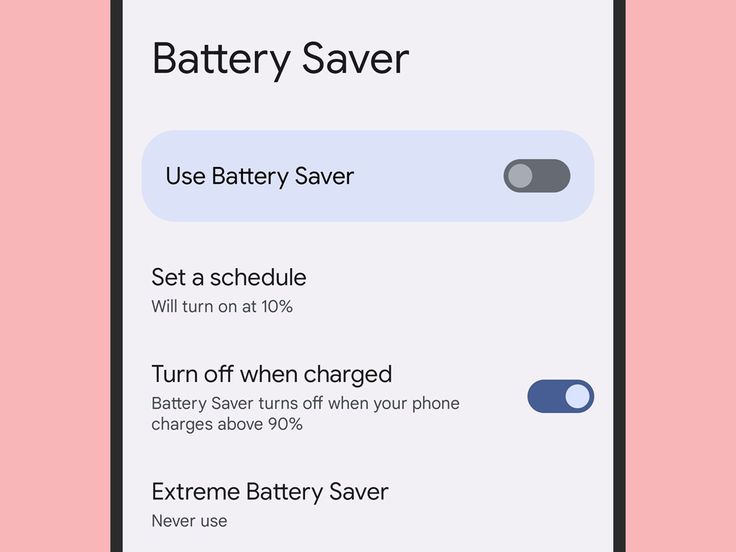 Battery Saver
Use Battery Saver
Set a schedule
Will turn on at 10%
Turn off when charged
Battery Saver turns off when your phone
charges above 90%
Extreme Battery Saver
Never use